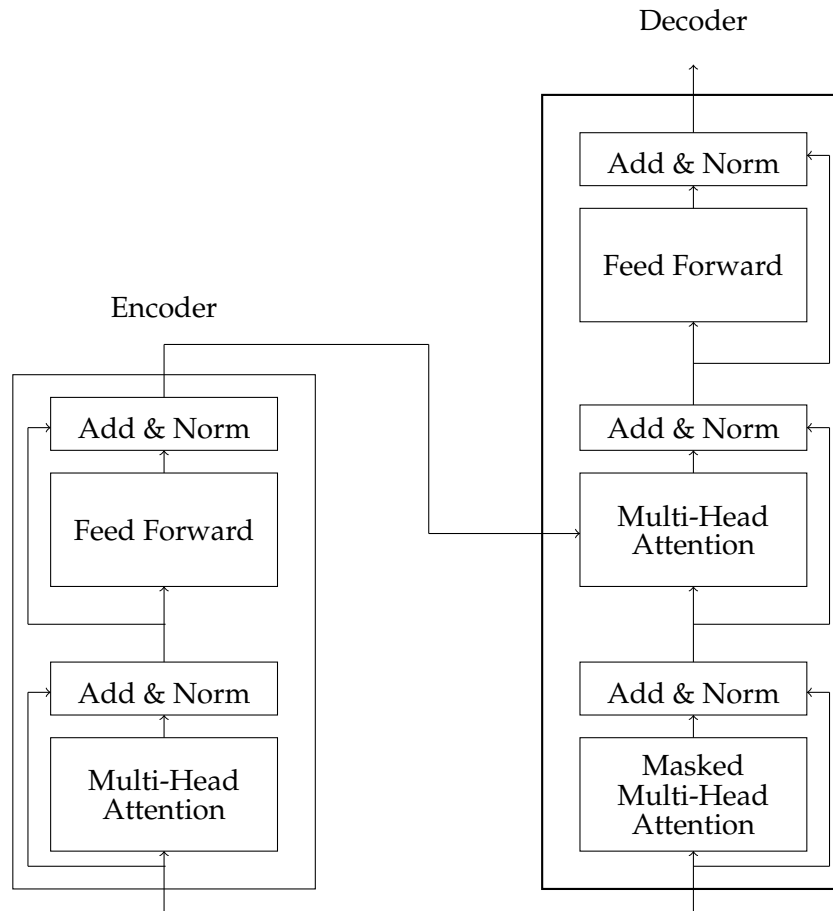 Decoder
Add & Norm
Feed Forward
Encoder
Add & Norm
Feed Forward
Add & Norm
Multi-Head
Attention
Add & Norm
Multi-Head
Attention
Add & Norm
Masked
Multi-Head
Attention